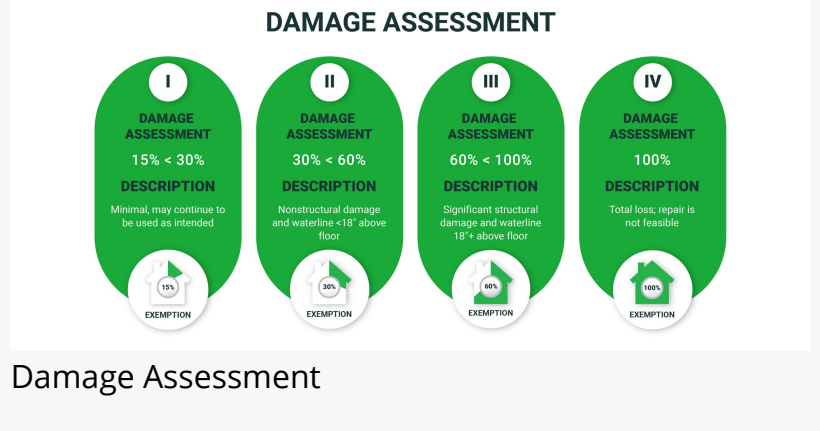 DAMAGE ASSESSMENT
I
DAMAGE
ASSESSMENT
15% < 30%
DESCRIPTION
Minimal, may continue to
be used as intended
15%
EXEMPTION
II
DAMAGE
ASSESSMENT
30% < 60%
DESCRIPTION
Nonstructural damage
and waterline <18" above
floor
30%
EXEMPTION
III
DAMAGE
ASSESSMENT
60% < 100%
DESCRIPTION
Significant structural
damage and waterline
18"+ above floor
60%
EXEMPTION
IV
DAMAGE
ASSESSMENT
100%
DESCRIPTION
Total loss; repair is
not feasible
100%
EXEMPTION
Damage Assessment